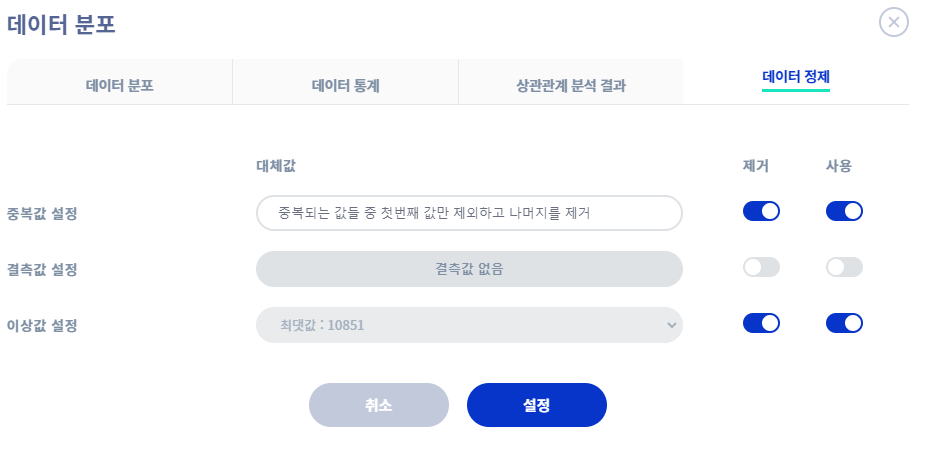 데이터 분포
데이터 분포 데이터 통계 상관관계 분석 결과 데이터 정제
대체값 제거 사용
중복값 설정 중복되는 값들 중 첫번째 값만 제외하고 나머지를 제거
결측값 설정 결측값 없음
이상값 설정 최댓값 : 10851
취소 설정